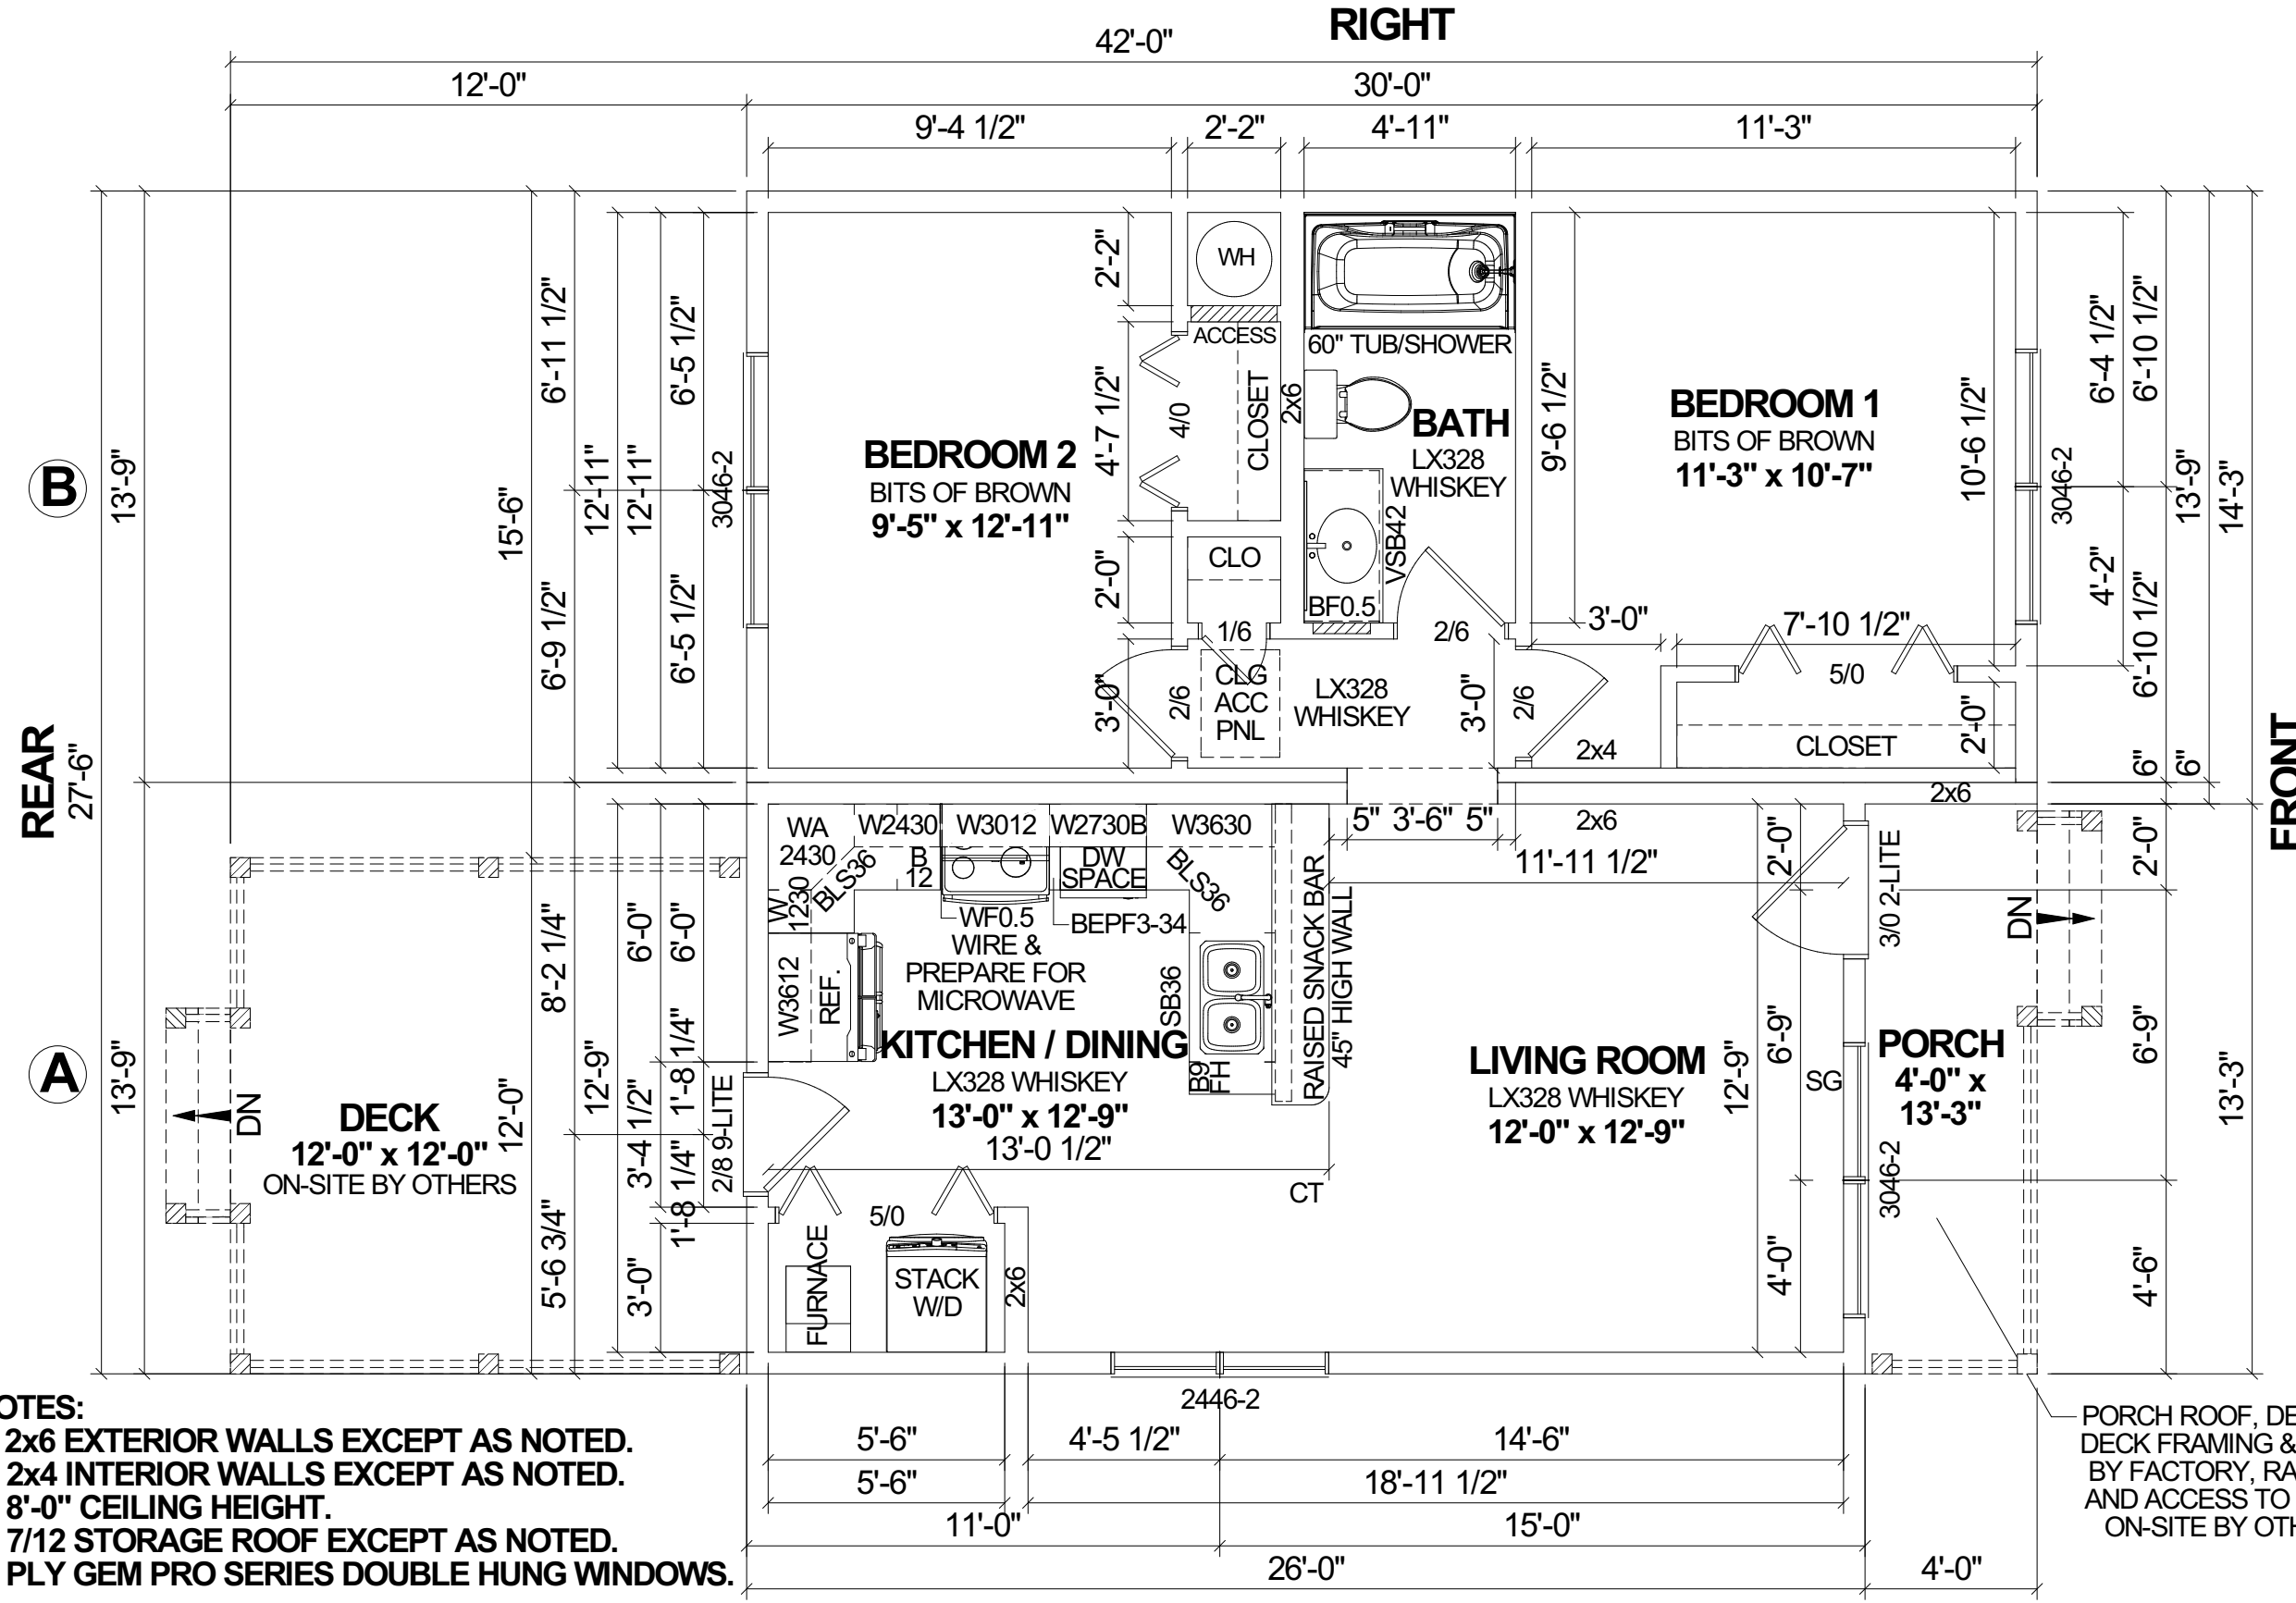 RIGHT
42'-0"
12'-0"
30'-0"
9'-4 1/2"
2'-2"
4'-11"
11'-3"
REAR
27'-6"
B
13'-9"
A
13'-9"
15'-6"
12'-0"
6'-11 1/2"
6'-9 1/2"
8'-2 1/4"
5'-6 3/4"
12'-11"
12'-11"
6'-5 1/2"
6'-5 1/2"
3046-2
12'-9"
6'-0"
6'-0"
3'-4 1/2"
1'-8 1/4"
1'-8 1/4"
3'-0"
2/8 9-LITE
BEDROOM 2
BITS OF BROWN
9'-5" x 12'-11"
2'-2"
4'-7 1/2"
2'-0"
3'-0"
WH
ACCESS
4/0
CLOSET
2x6
CLO
1/6
2/6
CLG
ACC
PNL
60" TUB/SHOWER
BATH
LX328
WHISKEY
VSB42
BF0.5
2/6
LX328
WHISKEY
3'-0"
2/6
9'-6 1/2"
BEDROOM 1
BITS OF BROWN
11'-3" x 10'-7"
10'-6 1/2"
3'-0"
7'-10 1/2"
5/0
2'-0"
CLOSET
2x4
3046-2
6'-4 1/2"
4'-2"
6'-10 1/2"
6'-10 1/2"
6"
13'-9"
6"
14'-3"
FRONT
2x6
WA
2430
W2430
W3012
W2730B
W3630
BLS36
B
12
DW
SPACE
BLS36
W
1230
WF0.5
WIRE &
PREPARE FOR
MICROWAVE
BEPF3-34
W3612
REF.
SB36
B9
FH
RAISED SNACK BAR
45" HIGH WALL
KITCHEN / DINING
LX328 WHISKEY
13'-0" x 12'-9"
13'-0 1/2"
CT
5"
3'-6"
5"
2x6
11'-11 1/2"
LIVING ROOM
LX328 WHISKEY
12'-0" x 12'-9"
12'-9"
2'-0"
6'-9"
4'-0"
3/0 2-LITE
SG
3046-2
DN
PORCH
4'-0" x
13'-3"
2'-0"
6'-9"
4'-6"
13'-3"
DN
DECK
12'-0" x 12'-0"
ON-SITE BY OTHERS
5/0
FURNACE
STACK
W/D
2x6
2446-2
5'-6"
4'-5 1/2"
14'-6"
5'-6"
18'-11 1/2"
11'-0"
15'-0"
26'-0"
4'-0"
OTES:
2x6 EXTERIOR WALLS EXCEPT AS NOTED.
2x4 INTERIOR WALLS EXCEPT AS NOTED.
8'-0" CEILING HEIGHT.
7/12 STORAGE ROOF EXCEPT AS NOTED.
PLY GEM PRO SERIES DOUBLE HUNG WINDOWS.
PORCH ROOF, DE
DECK FRAMING &
BY FACTORY, RA
AND ACCESS TO
ON-SITE BY OTH